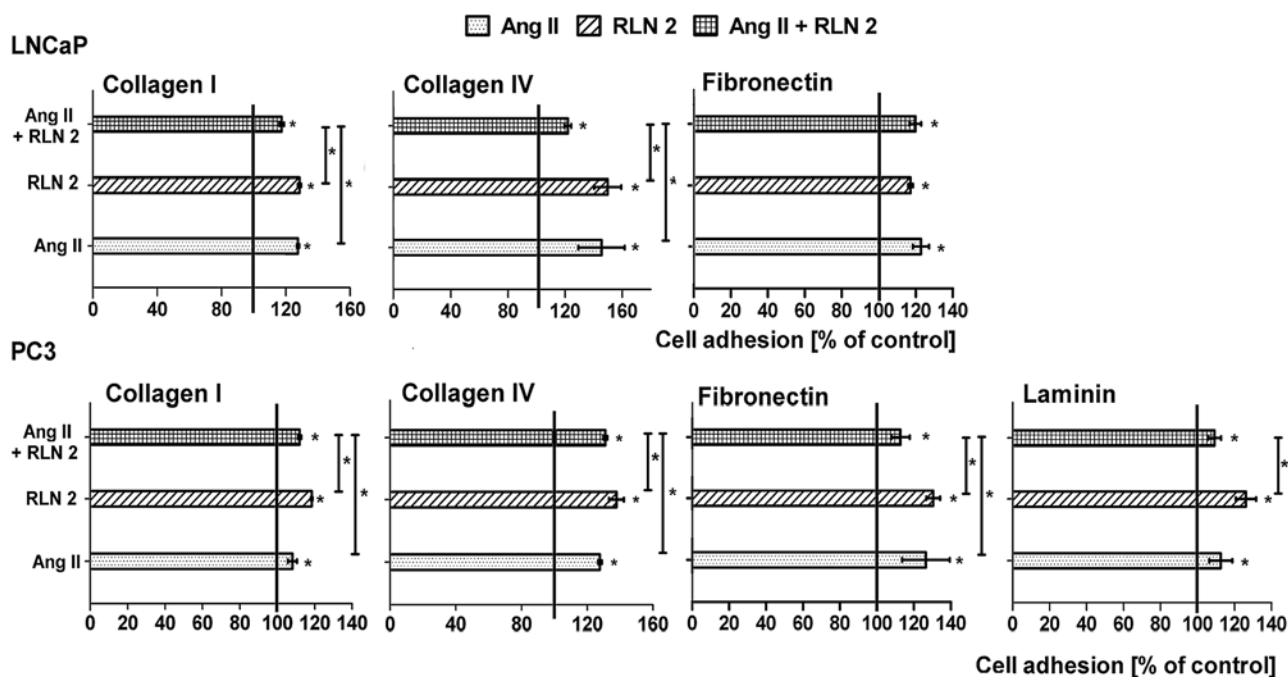 Ang II RLN 2 Ang II + RLN 2
LNCaP
Collagen I Collagen IV Fibronectin
Ang II
+ RLN 2
* * * * * *
RLN 2
* * * * *
Ang II
* * *
0 40 80 120 160 0 40 80 120 160 0 20 40 60 80 100 120 140
Cell adhesion [% of control]
PC3
Collagen I Collagen IV Fibronectin Laminin
Ang II
+ RLN 2
* * * * * * * *
RLN 2
* * * * * * *
Ang II
* * * *
0 20 40 60 80 100 120 140 0 40 80 120 160 0 20 40 60 80 100 120 140 0 20 40 60 80 100 120 140
Cell adhesion [% of control]